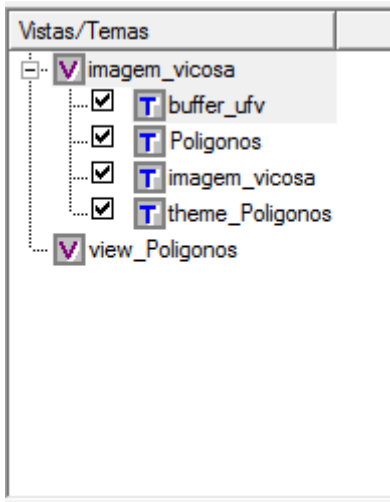 Vistas/Temas
V imagem_vicosa
T buffer_ufv
T Poligonos
T imagem_vicosa
T theme_Poligonos
V view_Poligonos